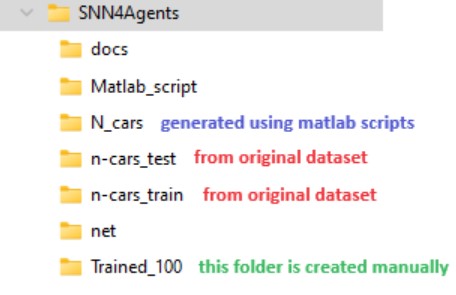 SNN4Agents
docs
Matlab_script
N_cars generated using matlab scripts
n-cars_test from original dataset
n-cars_train from original dataset
net
Trained_100 this folder is created manually